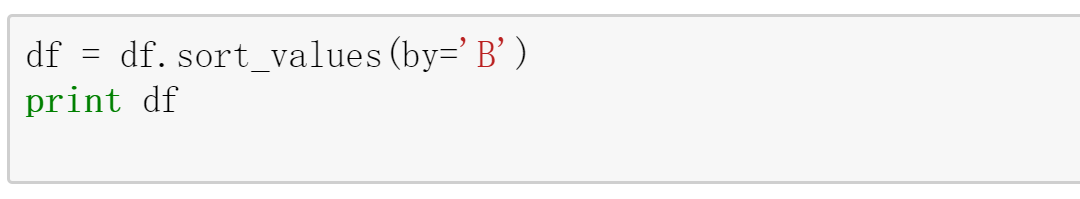 df = df.sort_values(by='B')
print df